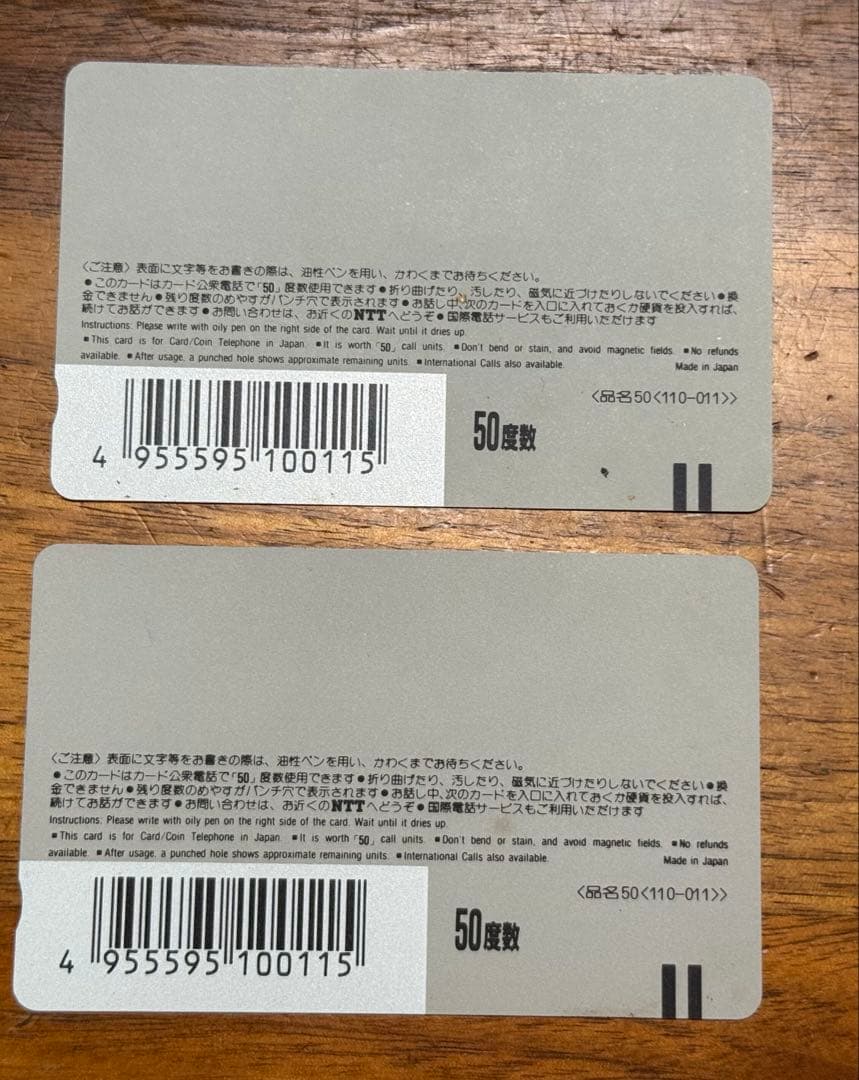 〈ご注意〉表面に文字等をお書きの際は、油性ペンを用い、かわくまでお待ちください。
●このカードはカード公衆電話で「50」度数使用できます●折り曲げたり、汚したり、磁気に近づけたりしないでください●換
金できません●残り度数のめやすがパンチ穴で表示されます●お話し中、次のカードを入口に入れておくか硬貨を投入すれば、
続けてお話ができます●お問い合わせは、お近くのNTTへどうぞ●国際電話サービスもご利用いただけます
Instructions: Please write with oily pen on the right side of the card. Wait until it dries up.
■This card is for Card/Coin Telephone in Japan. ■It is worth「50」call units. ■Don't bend or stain, and avoid magnetic fields. ■No refunds
available. ■After usage, a punched hole shows approximate remaining units. ■International Calls also available.
Made in Japan
〈品名50〈110-011〉〉
50度数
4 955595 100115
〈ご注意〉表面に文字等をお書きの際は、油性ペンを用い、かわくまでお待ちください。
●このカードはカード公衆電話で「50」度数使用できます●折り曲げたり、汚したり、磁気に近づけたりしないでください●換
金できません●残り度数のめやすがパンチ穴で表示されます●お話し中、次のカードを入口に入れておくか硬貨を投入すれば、
続けてお話ができます●お問い合わせは、お近くのNTTへどうぞ●国際電話サービスもご利用いただけます
Instructions: Please write with oily pen on the right side of the card. Wait until it dries up.
■This card is for Card/Coin Telephone in Japan. ■It is worth「50」call units. ■Don't bend or stain, and avoid magnetic fields. ■No refunds
available. ■After usage, a punched hole shows approximate remaining units. ■International Calls also available.
Made in Japan
〈品名50〈110-011〉〉
50度数
4 955595 100115